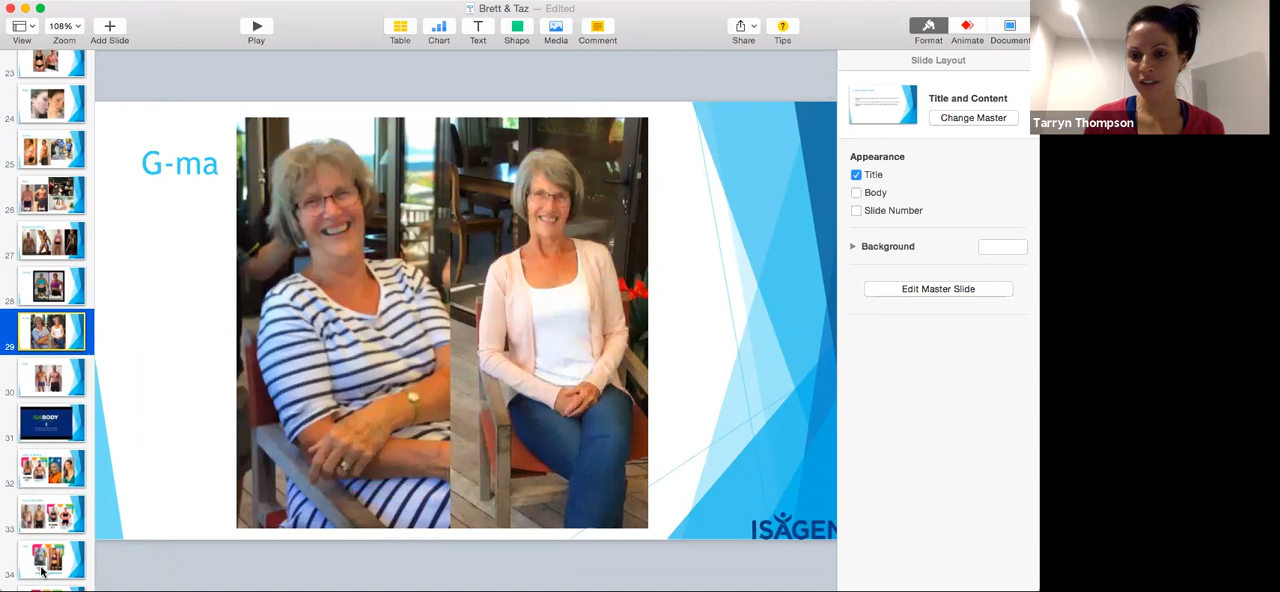 Brett & Taz — Edited
View
108%
Zoom
Add Slide
Play
Table
Chart
Text
Shape
Media
Comment
Share
Tips
Format
Animate
Document
Slide Layout
Title and Content
Change Master
Appearance
Title
Body
Slide Number
Background
Edit Master Slide
Tarryn Thompson
G-ma
ISAGEN
23
24
25
26
27
28
29
30
31
32
33
34
ISABODY